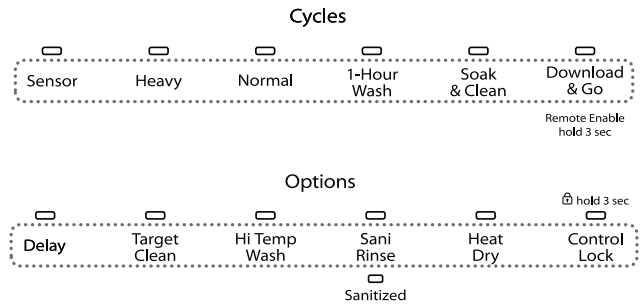 Cycles
Sensor
Heavy
Normal
1-Hour
Wash
Soak
& Clean
Download
& Go
Remote Enable
hold 3 sec
Options
hold 3 sec
Delay
Target
Clean
Hi Temp
Wash
Sani
Rinse
Heat
Dry
Control
Lock
Sanitized